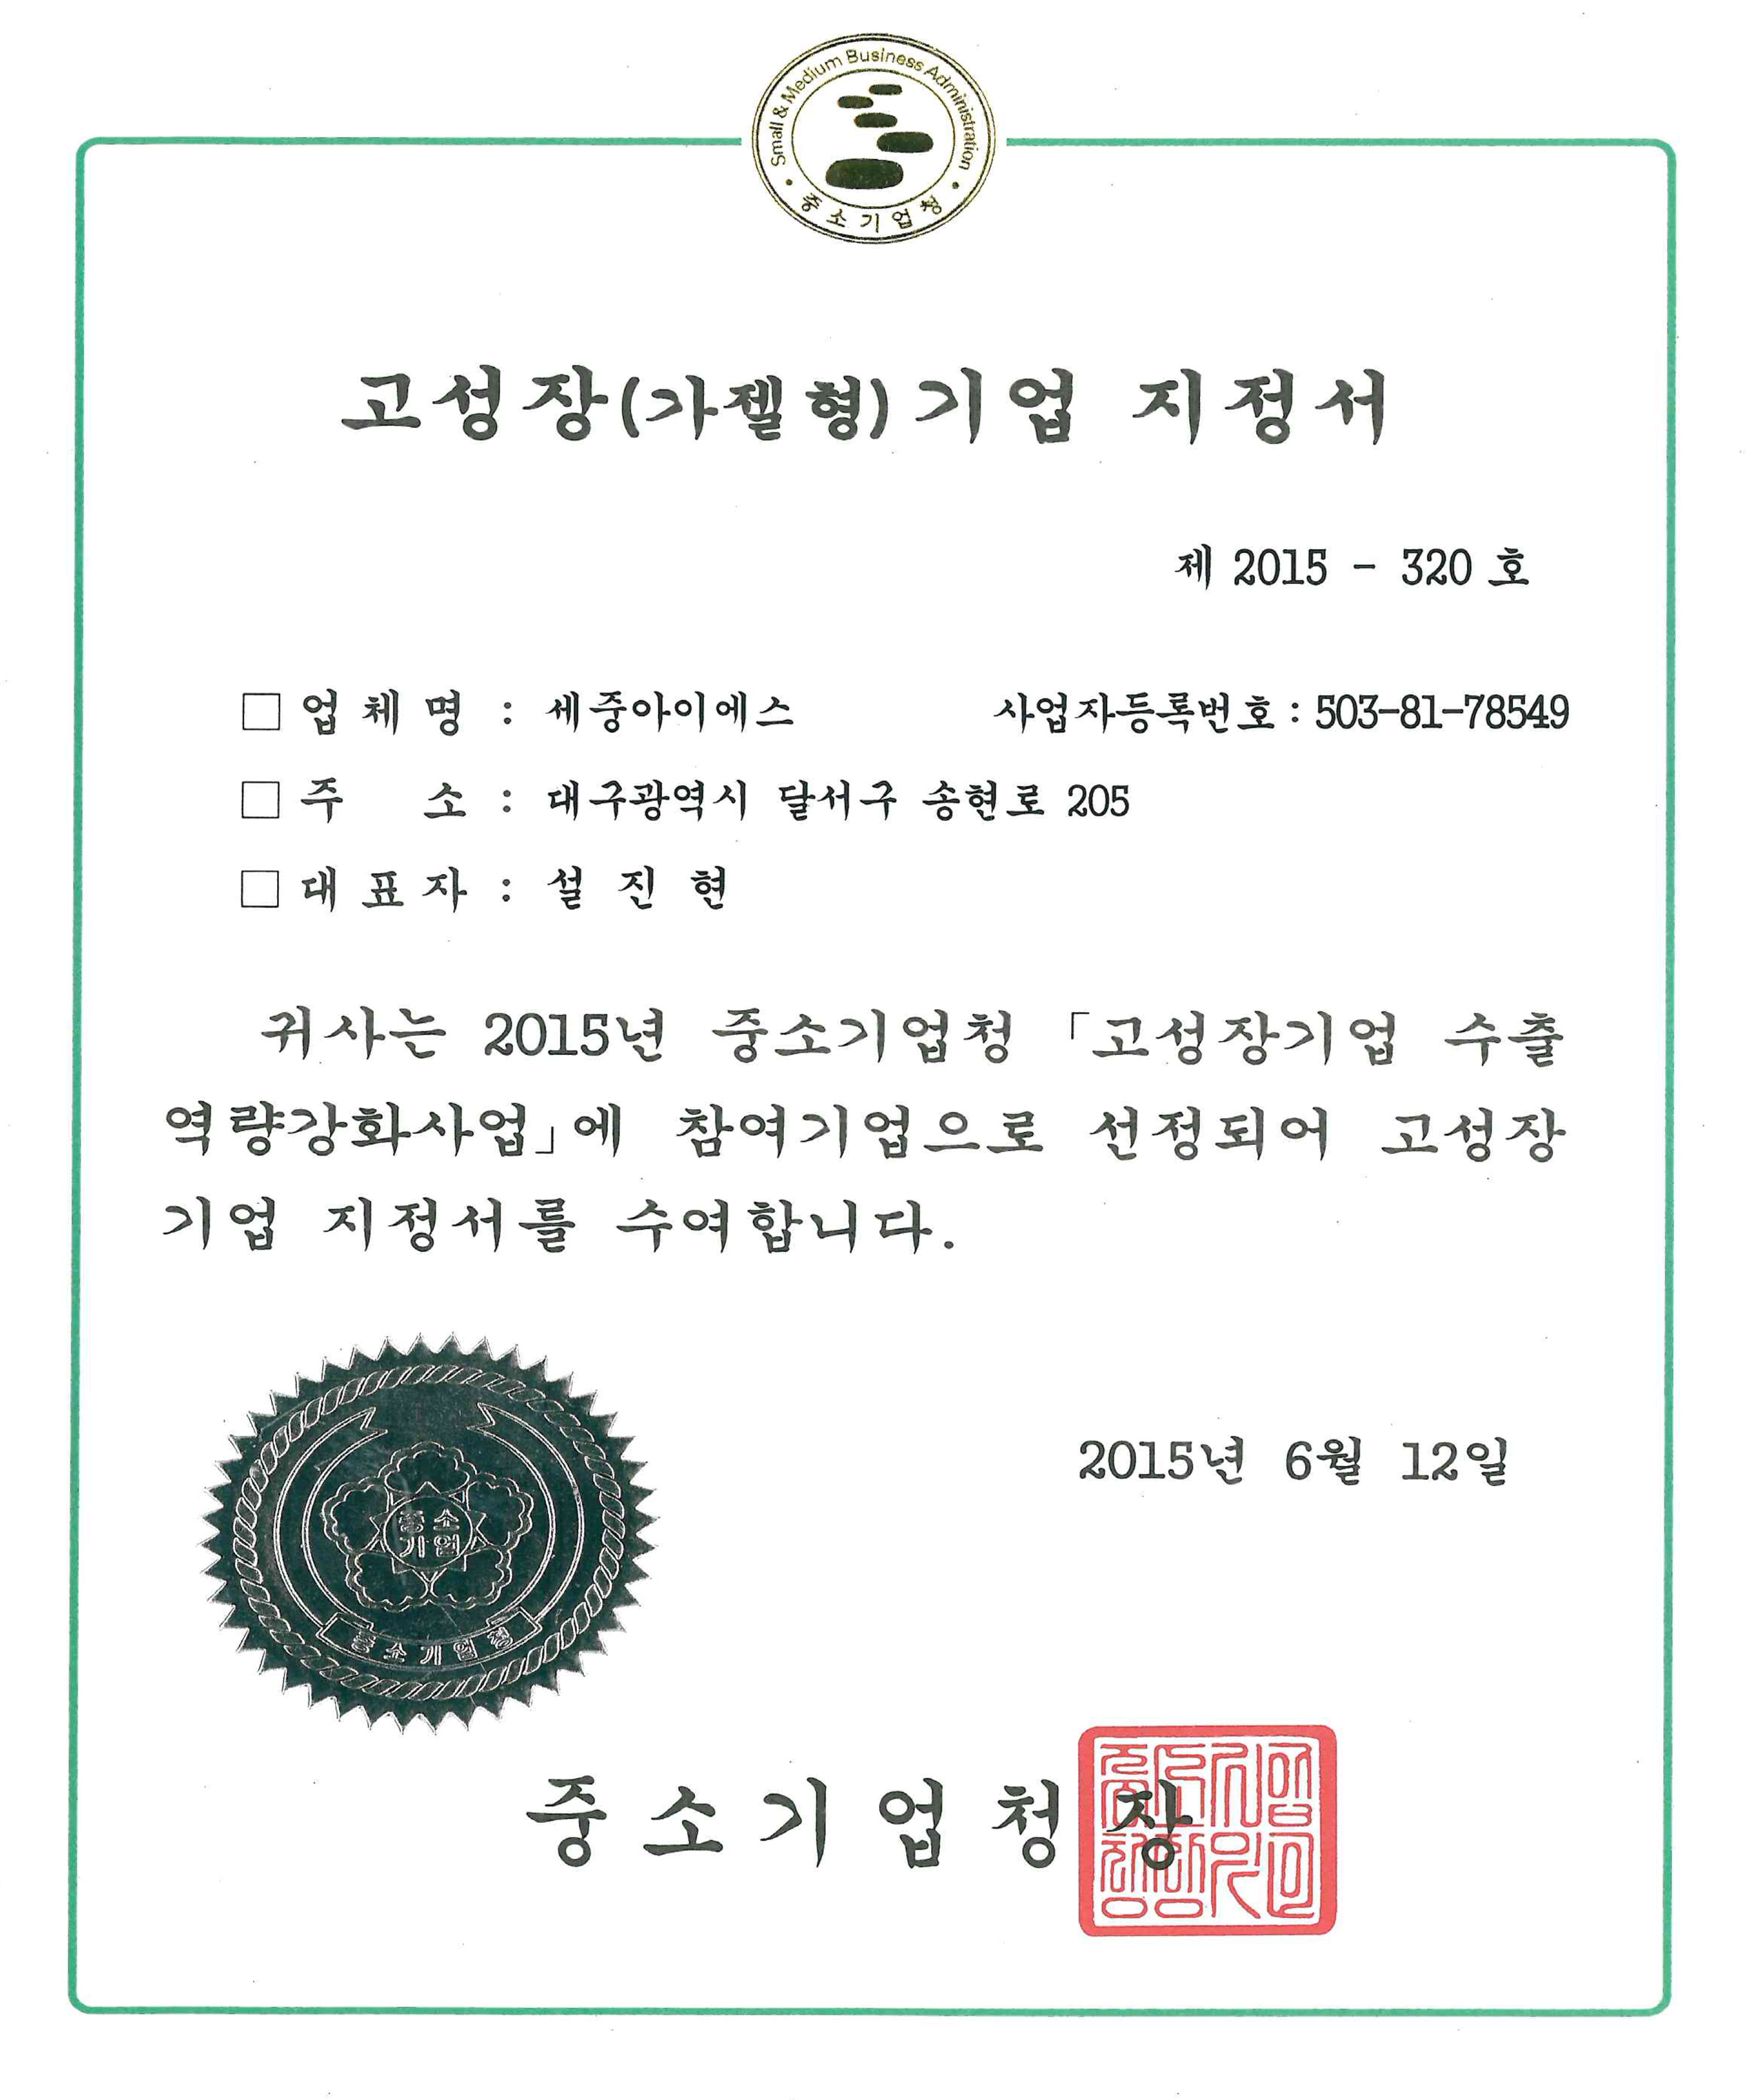 Small & Medium Business Administration
중소기업청
고성장(가젤형)기업 지정서
제 2015 - 320 호
□ 업 체 명 : 세중아이에스 사업자등록번호 : 503-81-78549
□ 주 소 : 대구광역시 달서구 송현로 205
□ 대 표 자 : 설 진 현
귀사는 2015년 중소기업청 「고성장기업 수출
역량강화사업」에 참여기업으로 선정되어 고성장
기업 지정서를 수여합니다.
2015년 6월 12일
중소
기업
중소기업청
중 소 기 업 청 장